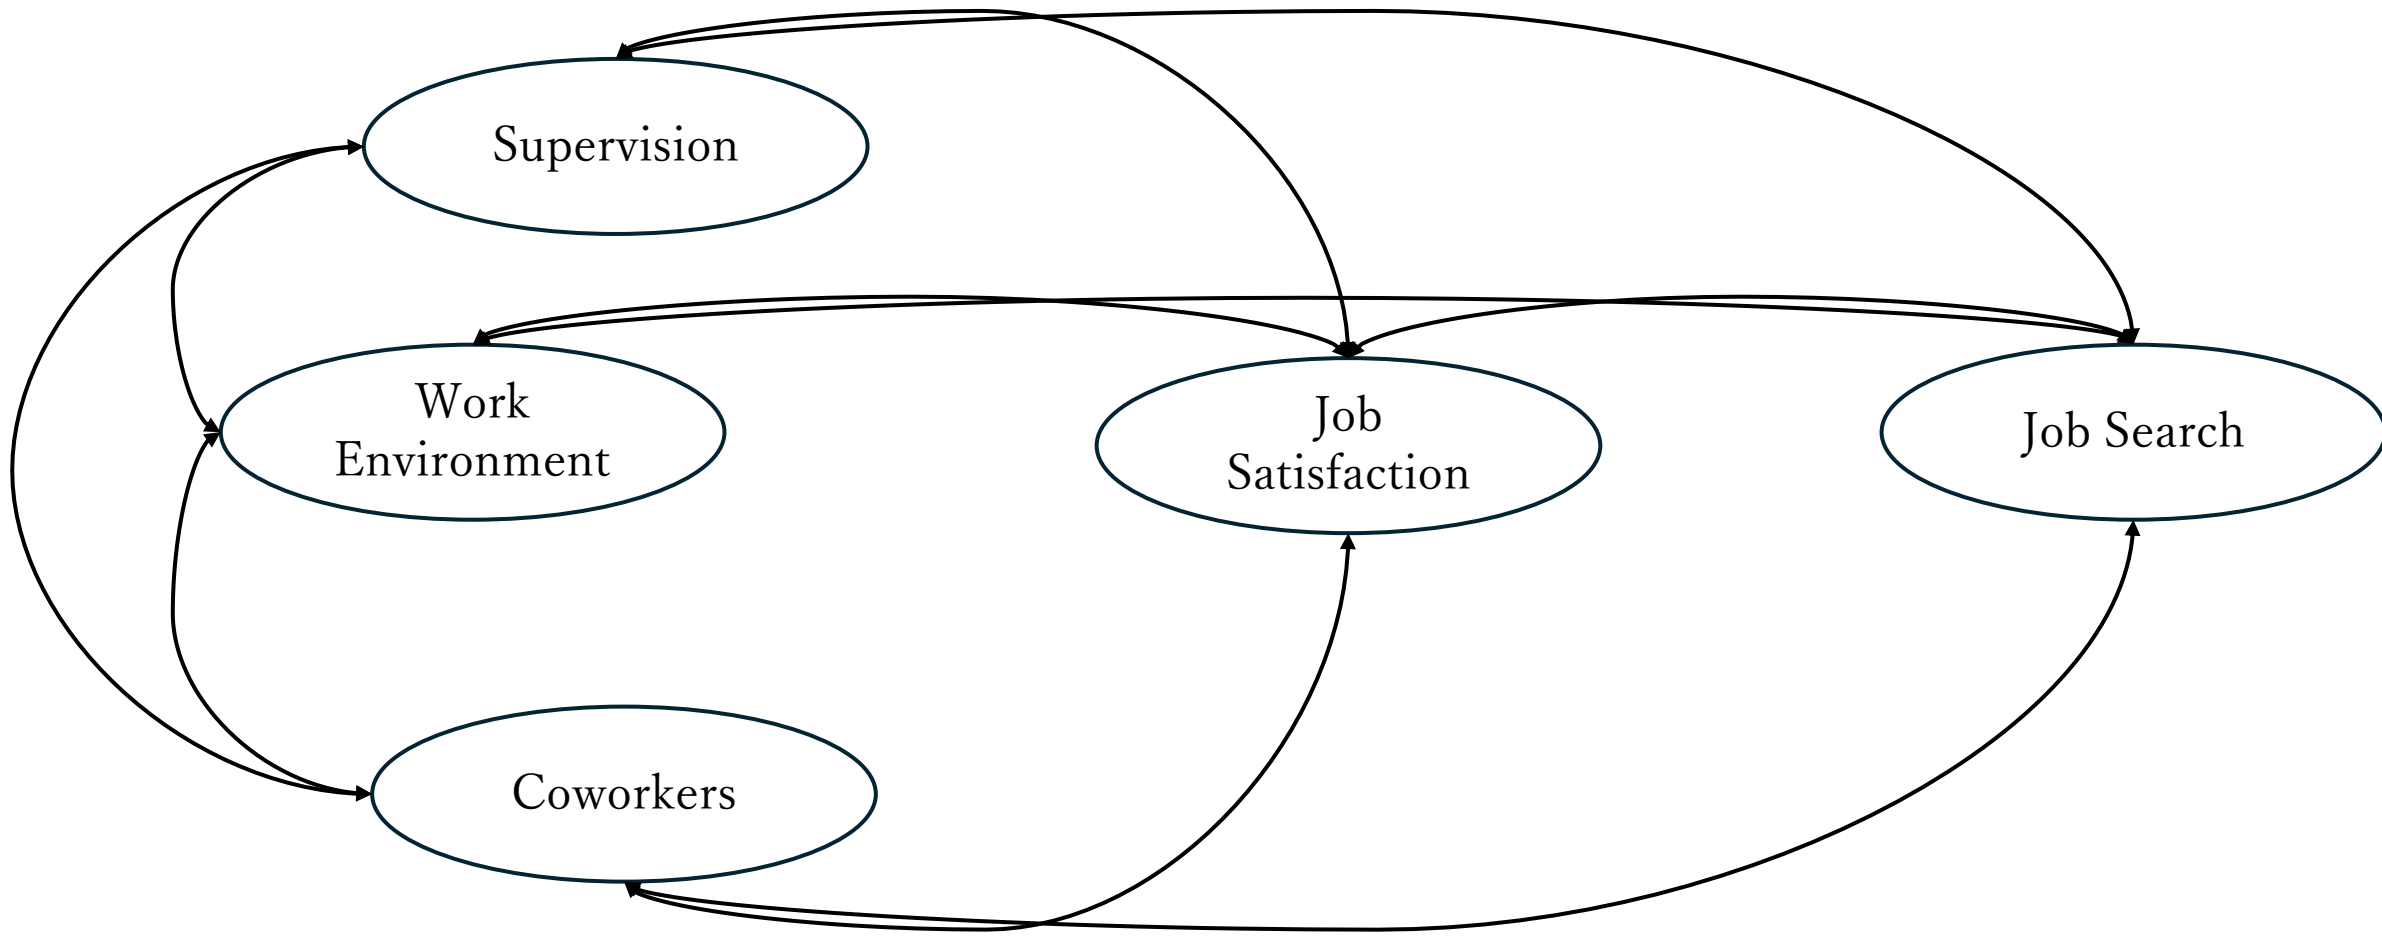 Supervision
Work
Environment
Job
Satisfaction
Job Search
Coworkers